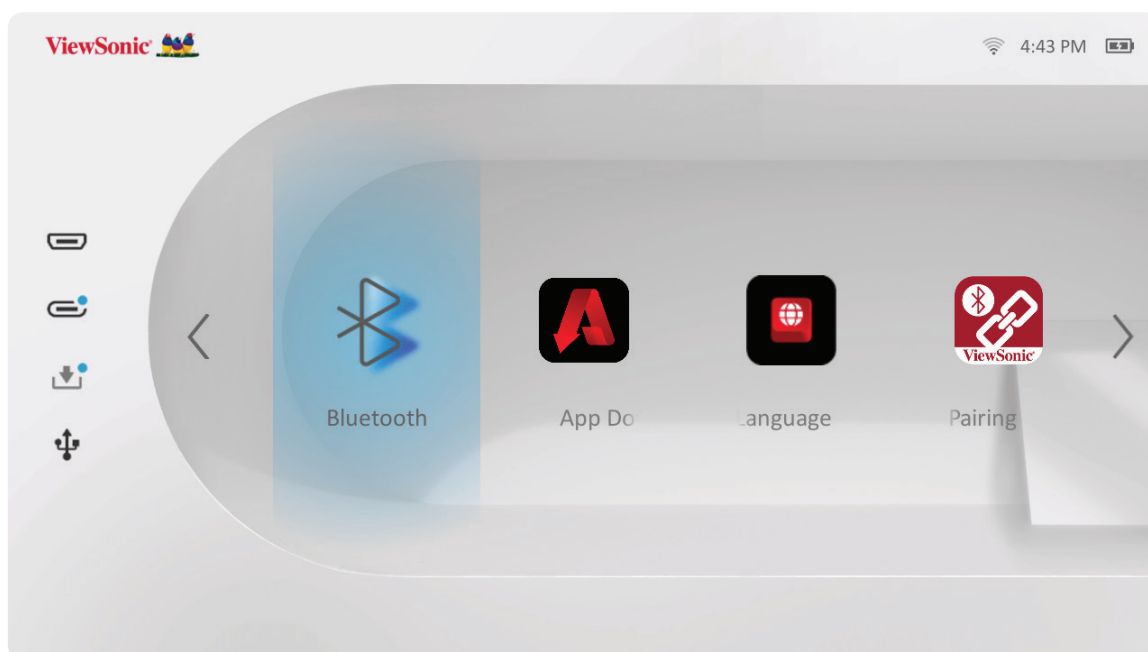 ViewSonic
4:43 PM
ViewSonic
Bluetooth
App Do
Language
Pairing